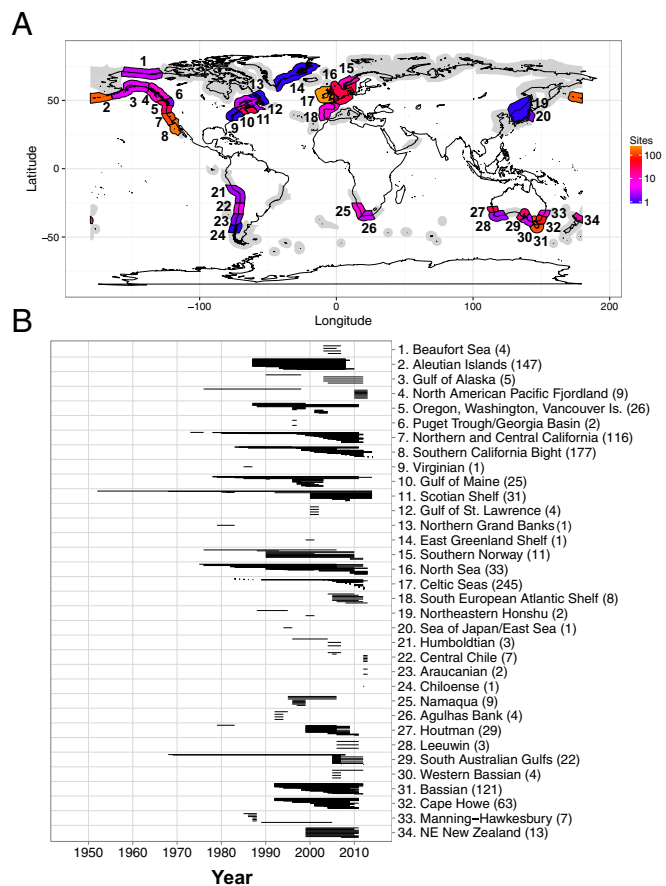 A
1
2
3
4
5
6
7
8
9
10
11
12
13
14
15
16
17
18
19
20
21
22
23
24
25
26
27
28
29
30
31
32
33
34
50
0
−50
−100
0
100
200
Latitude
Longitude
Sites
100
10
1
B
1. Beaufort Sea (4)
2. Aleutian Islands (147)
3. Gulf of Alaska (5)
4. North American Pacific Fjordland (9)
5. Oregon, Washington, Vancouver Is. (26)
6. Puget Trough/Georgia Basin (2)
7. Northern and Central California (116)
8. Southern California Bight (177)
9. Virginian (1)
10. Gulf of Maine (25)
11. Scotian Shelf (31)
12. Gulf of St. Lawrence (4)
13. Northern Grand Banks (1)
14. East Greenland Shelf (1)
15. Southern Norway (11)
16. North Sea (33)
17. Celtic Seas (245)
18. South European Atlantic Shelf (8)
19. Northeastern Honshu (2)
20. Sea of Japan/East Sea (1)
21. Humboldtian (3)
22. Central Chile (7)
23. Araucanian (2)
24. Chiloense (1)
25. Namaqua (9)
26. Agulhas Bank (4)
27. Houtman (29)
28. Leeuwin (3)
29. South Australian Gulfs (22)
30. Western Bassian (4)
31. Bassian (121)
32. Cape Howe (63)
33. Manning−Hawkesbury (7)
34. NE New Zealand (13)
1950 1960 1970 1980 1990 2000 2010
Year